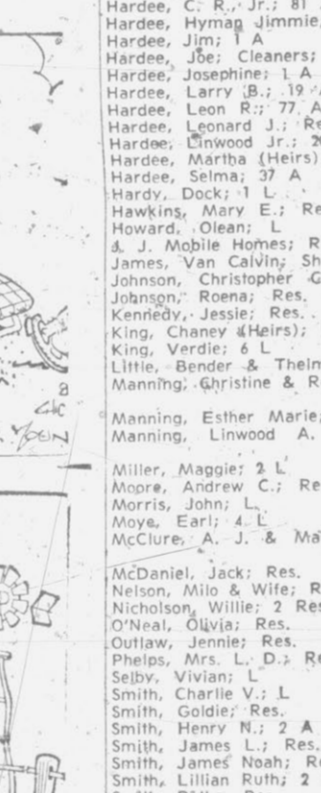 Hardee, C. R., Jr.; 81
Hardee, Hyman Jimmie,
Hardee, Jim; 1 A
Hardee, Joe; Cleaners;
Hardee, Josephine; 1 A
Hardee, Larry B.; 19
Hardee, Leon R.; 77 A
Hardee, Leonard J.; Re
Hardee, Linwood Jr.; 2
Hardee, Martha (Heirs)
Hardee, Selma; 37 A
Hardy, Dock; 1 L
Hawkins, Mary E.; Re
Howard, Olean; L
J. J. Mobile Homes; R
James, Van Calvin; Sh
Johnson, Christopher
Johnson, Roena; Res.
Kennedy, Jessie; Res.
King, Chaney (Heirs);
King, Verdie; 6 L
Little, Bender & Thelm
Manning, Christine & R
Manning, Esther Marie;
Manning, Linwood A.
Miller, Maggie; 2 L
Moore, Andrew C.; Re
Morris, John; L
Moye, Earl; 4 L
McClure, A. J. & Ma
McDaniel, Jack; Res.
Nelson, Milo & Wife; R
Nicholson, Willie; 2 Res
O'Neal, Olivia; Res.
Outlaw, Jennie; Res.
Phelps, Mrs. L. D.; Re
Selby, Vivian; L
Smith, Charlie V.; L
Smith, Goldie; Res.
Smith, Henry N.; 2 A
Smith, James L.; Res.
Smith, James Noah; Re
Smith, Lillian Ruth; 2